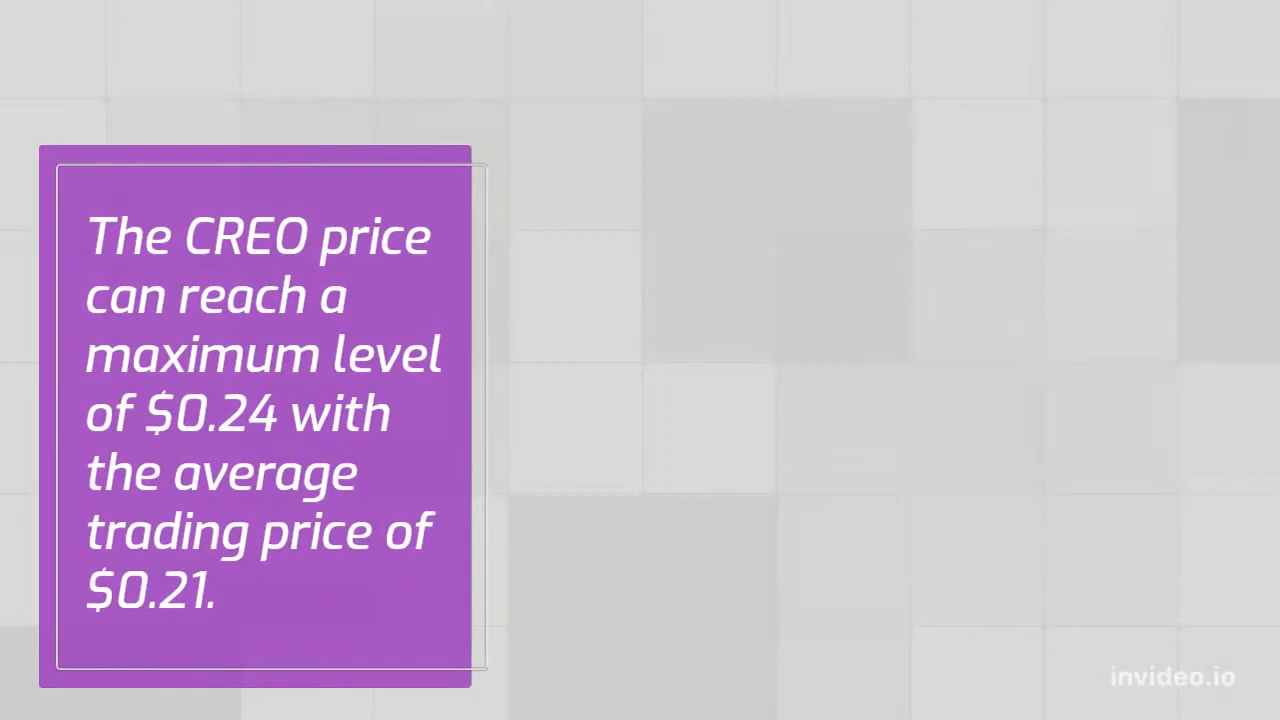 The CREO price
can reach a
maximum level
of $0.24 with
the average
trading price of
$0.21.
invideo.io